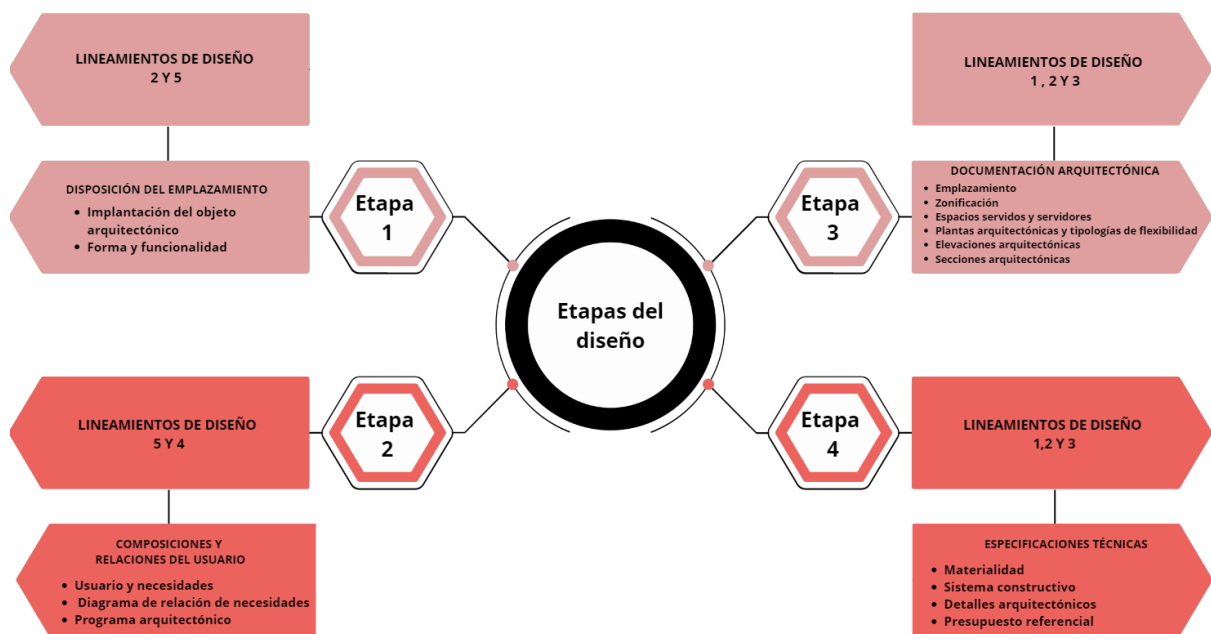 LINEAMIENTOS DE DISEÑO
2 Y 5
DISPOSICIÓN DEL EMPLAZAMIENTO
• Implantación del objeto
arquitectónico
• Forma y funcionalidad
Etapa
1
LINEAMIENTOS DE DISEÑO
5 Y 4
Etapa
2
COMPOSICIONES Y
RELACIONES DEL USUARIO
• Usuario y necesidades
• Diagrama de relación de necesidades
• Programa arquitectónico
Etapas del
diseño
LINEAMIENTOS DE DISEÑO
1 , 2 Y 3
Etapa
3
DOCUMENTACIÓN ARQUITECTÓNICA
• Emplazamiento
• Zonificación
• Espacios servidos y servidores
• Plantas arquitectónicas y tipologías de flexibilidad
• Elevaciones arquitectónicas
• Secciones arquitectónicas
Etapa
4
LINEAMIENTOS DE DISEÑO
1,2 Y 3
ESPECIFICACIONES TÉCNICAS
• Materialidad
• Sistema constructivo
• Detalles arquitectónicos
• Presupuesto referencial